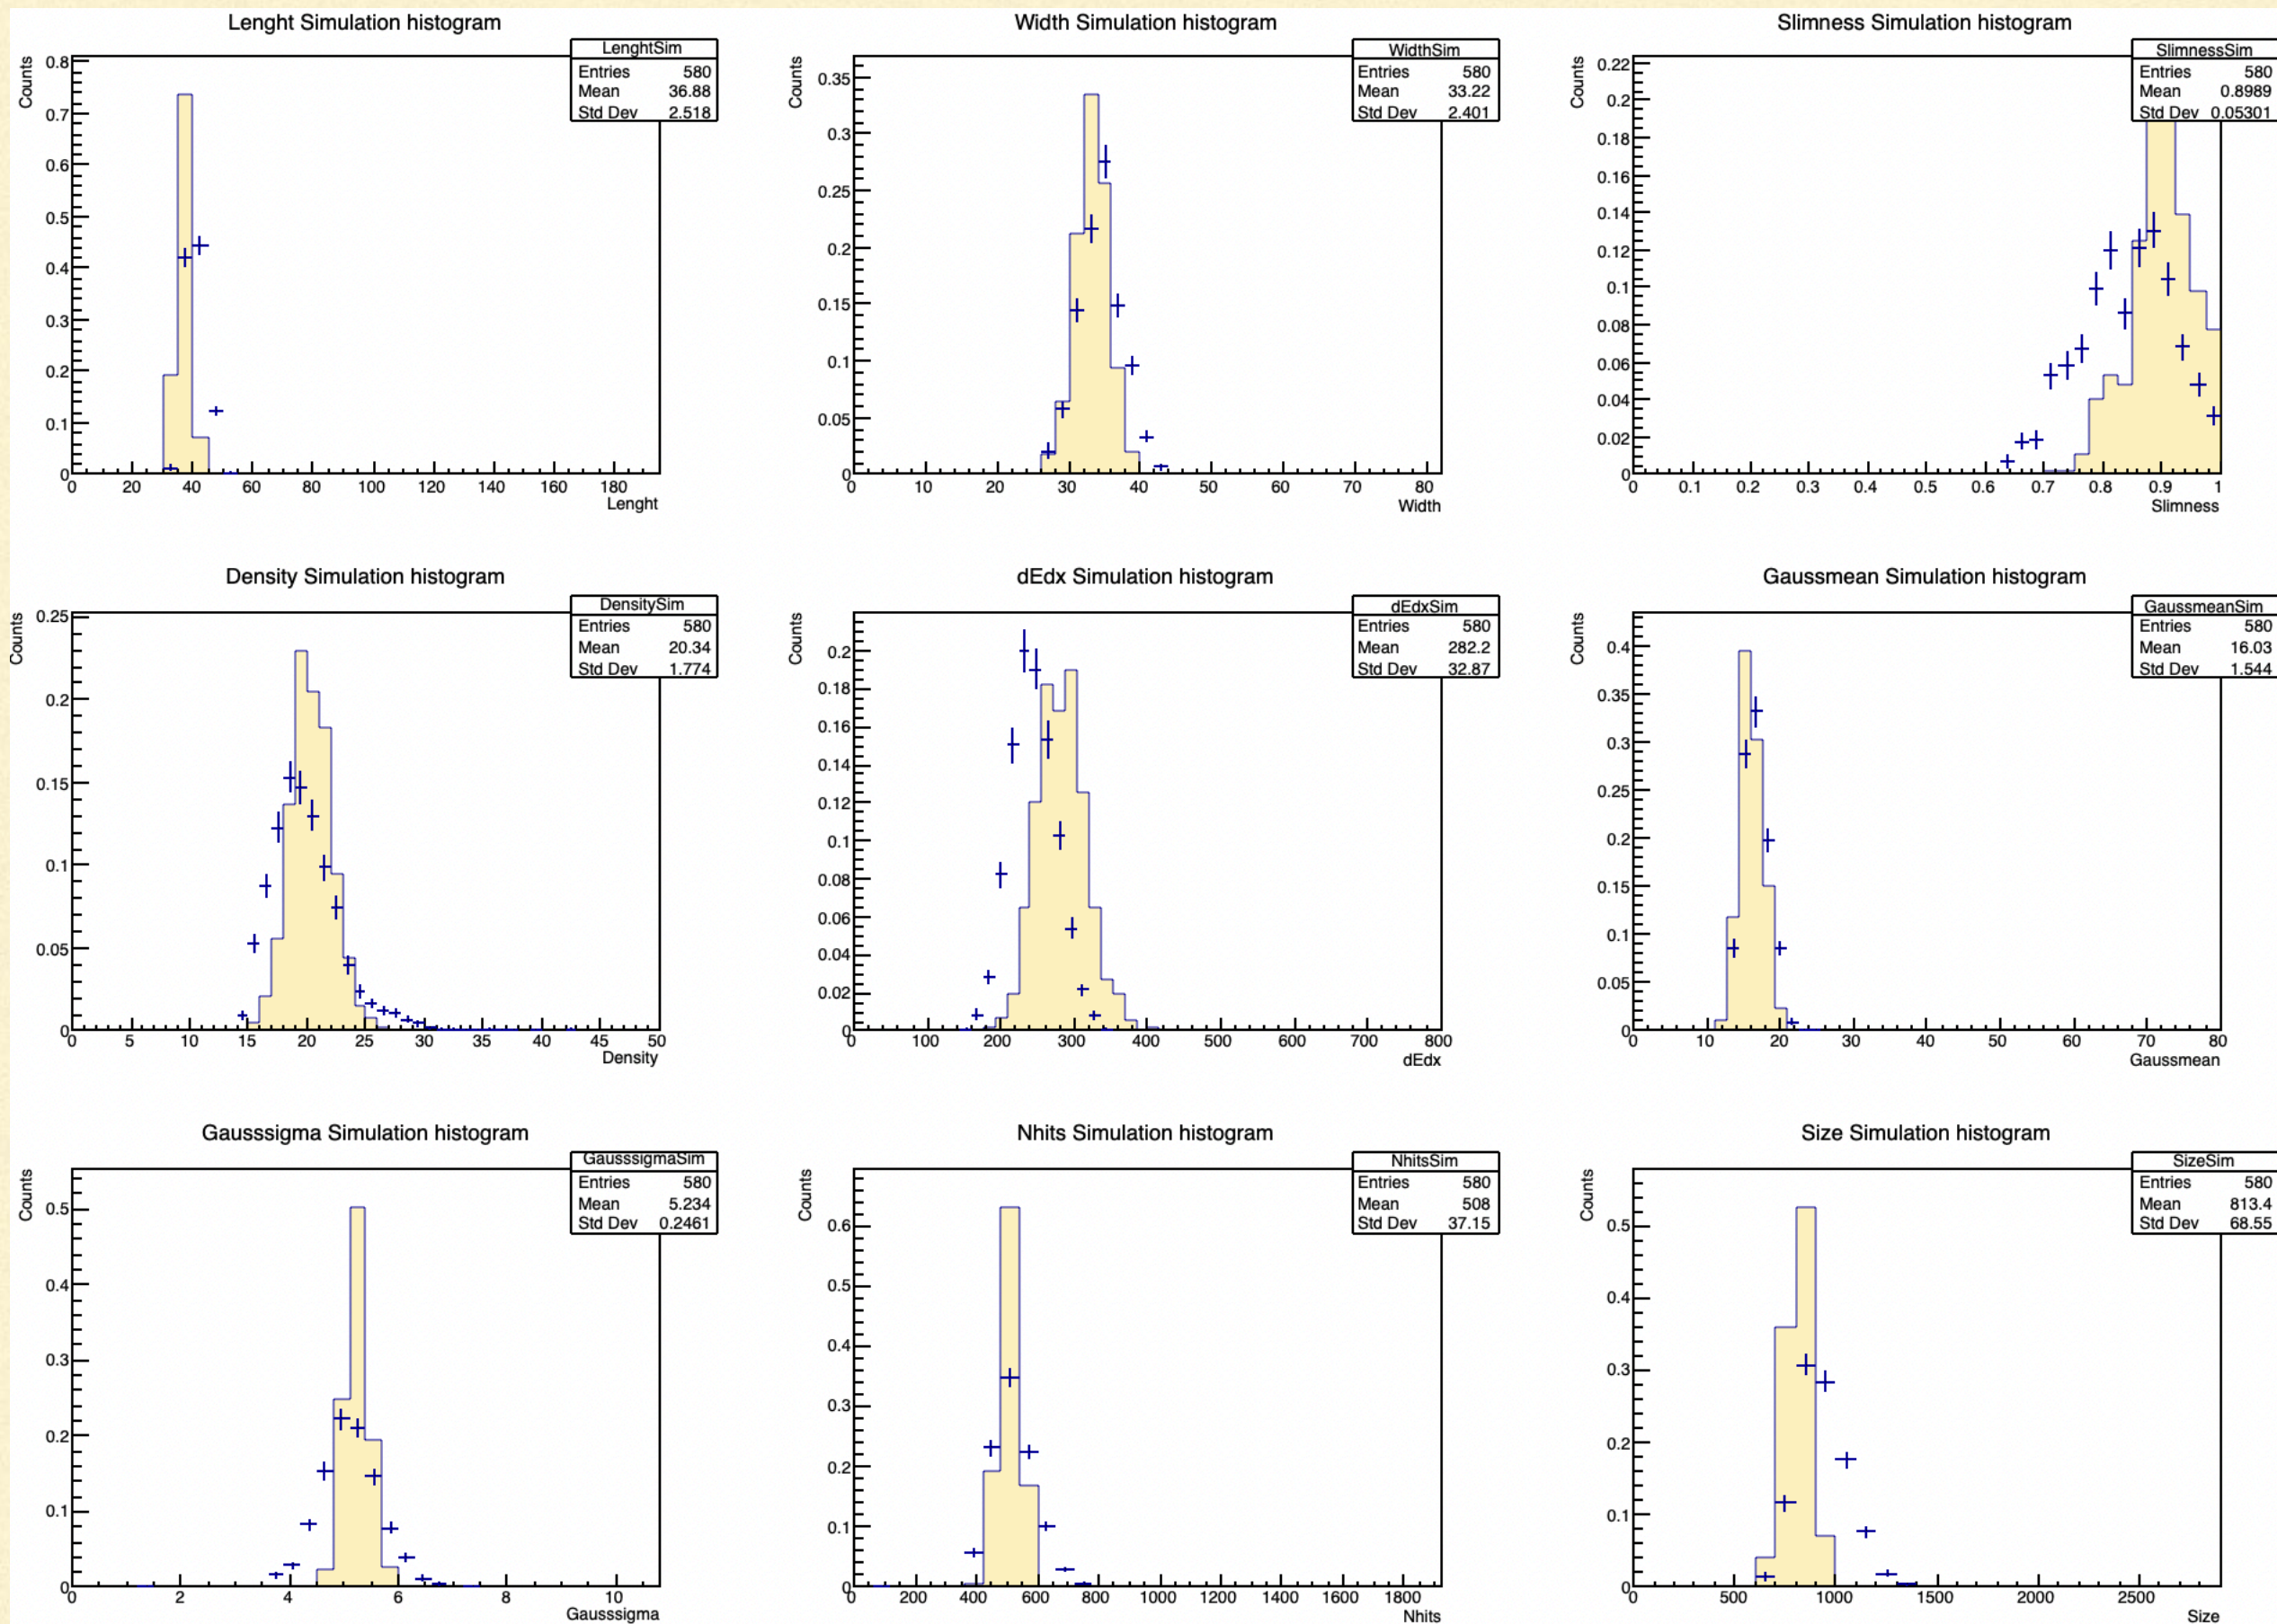 Lenght Simulation histogram
Counts
0.8
0.7
0.6
0.5
0.4
0.3
0.2
0.1
0
LenghtSim
Entries 580
Mean 36.88
Std Dev 2.518
0 20 40 60 80 100 120 140 160 180
Lenght
Width Simulation histogram
Counts
0.35
0.3
0.25
0.2
0.15
0.1
0.05
0
WidthSim
Entries 580
Mean 33.22
Std Dev 2.401
0 10 20 30 40 50 60 70 80
Width
Slimness Simulation histogram
Counts
0.22
0.2
0.18
0.16
0.14
0.12
0.1
0.08
0.06
0.04
0.02
0
SlimnessSim
Entries 580
Mean 0.8989
Std Dev 0.05301
0 0.1 0.2 0.3 0.4 0.5 0.6 0.7 0.8 0.9 1
Slimness
Density Simulation histogram
Counts
0.25
0.2
0.15
0.1
0.05
0
DensitySim
Entries 580
Mean 20.34
Std Dev 1.774
0 5 10 15 20 25 30 35 40 45 50
Density
dEdx Simulation histogram
Counts
0.2
0.18
0.16
0.14
0.12
0.1
0.08
0.06
0.04
0.02
0
dEdxSim
Entries 580
Mean 282.2
Std Dev 32.87
0 100 200 300 400 500 600 700 800
dEdx
Gaussmean Simulation histogram
Counts
0.4
0.35
0.3
0.25
0.2
0.15
0.1
0.05
0
GaussmeanSim
Entries 580
Mean 16.03
Std Dev 1.544
0 10 20 30 40 50 60 70 80
Gaussmean
Gausssigma Simulation histogram
Counts
0.5
0.4
0.3
0.2
0.1
0
GausssigmaSim
Entries 580
Mean 5.234
Std Dev 0.2461
0 2 4 6 8 10
Gausssigma
Nhits Simulation histogram
Counts
0.6
0.5
0.4
0.3
0.2
0.1
0
NhitsSim
Entries 580
Mean 508
Std Dev 37.15
0 200 400 600 800 1000 1200 1400 1600 1800
Nhits
Size Simulation histogram
Counts
0.5
0.4
0.3
0.2
0.1
0
SizeSim
Entries 580
Mean 813.4
Std Dev 68.55
0 500 1000 1500 2000 2500
Size